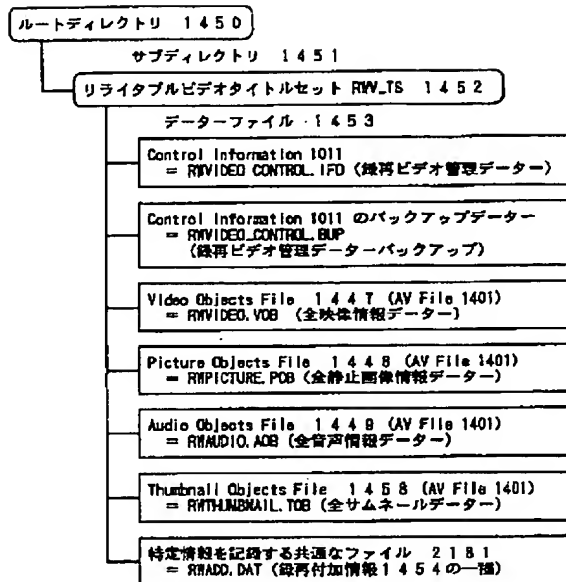 ルートディレクトリ 1450
サブディレクトリ 1451
リライタブルビデオタイトルセット RWV_TS 1452
データーファイル 1453
Control Information 1011
= RWVIDEO CONTROL.IFO (録再ビデオ管理データー)
Control Information 1011 のバックアップデーター
= RWVIDEO_CONTROL.BUP
(録再ビデオ管理データーバックアップ)
Video Objects File 1447 (AV File 1401)
= RWVIDEO.VOB (全映像情報データー)
Picture Objects File 1448 (AV File 1401)
= RWPICTURE.POB (全静止画像情報データー)
Audio Objects File 1449 (AV File 1401)
= RWAUDIO.AOB (全音声情報データー)
Thumbnail Objects File 1458 (AV File 1401)
= RWTHUMBNAIL.TOB (全サムネールデーター)
特定情報を記録する共通なファイル 2181
= RWADD.DAT (録再付加情報1454の一種)